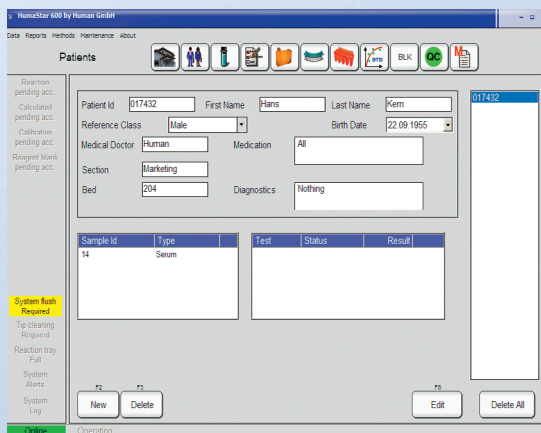 HumaStar 600 by Human GmbH
Data Reports Methods Maintenance About
Patients
STD
BLK
QC
M
Reaction
pending acc.
Calculated
pending acc.
Calibration
pending acc.
Reagent blank
pending acc.
System flush
Required
Tip cleaning
Required
Reaction tray
Full
System
Alerts
System
Log
Online
Operating
Patient Id 017432 First Name Hans Last Name Kern
Reference Class Male Birth Date 22.09.1955
Medical Doctor Human Medication All
Section Marketing
Bed 204 Diagnostics Nothing
017432
Sample Id Type
14 Serum
Test Status Result
F2 F3 F6
New Delete Edit Delete All